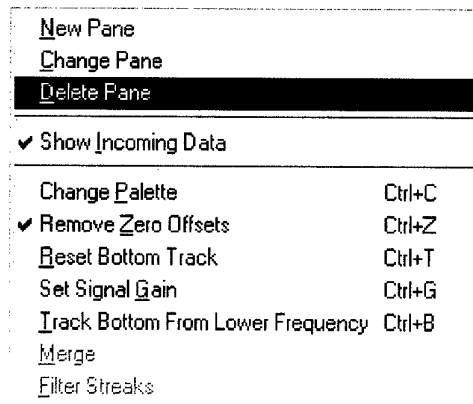 New Pane
Change Pane
Delete Pane
✔ Show Incoming Data
Change Palette Ctrl+C
✔ Remove Zero Offsets Ctrl+Z
Reset Bottom Track Ctrl+T
Set Signal Gain Ctrl+G
Track Bottom From Lower Frequency Ctrl+B
Merge
Filter Streaks